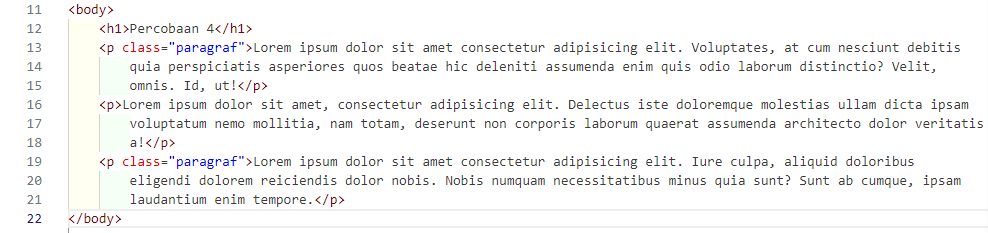 11 <body>
12 <h1>Percobaan 4</h1>
13 <p class="paragraf">Lorem ipsum dolor sit amet consectetur adipisicing elit. Voluptates, at cum nesciunt debitis
14 quia perspiciatis asperiores quos beatae hic deleniti assumenda enim quis odio laborum distinctio? Velit,
15 omnis. Id, ut!</p>
16 <p>Lorem ipsum dolor sit amet, consectetur adipisicing elit. Delectus iste doloremque molestias ullam dicta ipsam
17 voluptatum nemo mollitia, nam totam, deserunt non corporis laborum quaerat assumenda architecto dolor veritatis
18 a!</p>
19 <p class="paragraf">Lorem ipsum dolor sit amet consectetur adipisicing elit. Iure culpa, aliquid doloribus
20 eligendi dolorem reiciendis dolor nobis. Nobis numquam necessitatibus minus quia sunt? Sunt ab cumque, ipsam
21 laudantium enim tempore.</p>
22 </body>